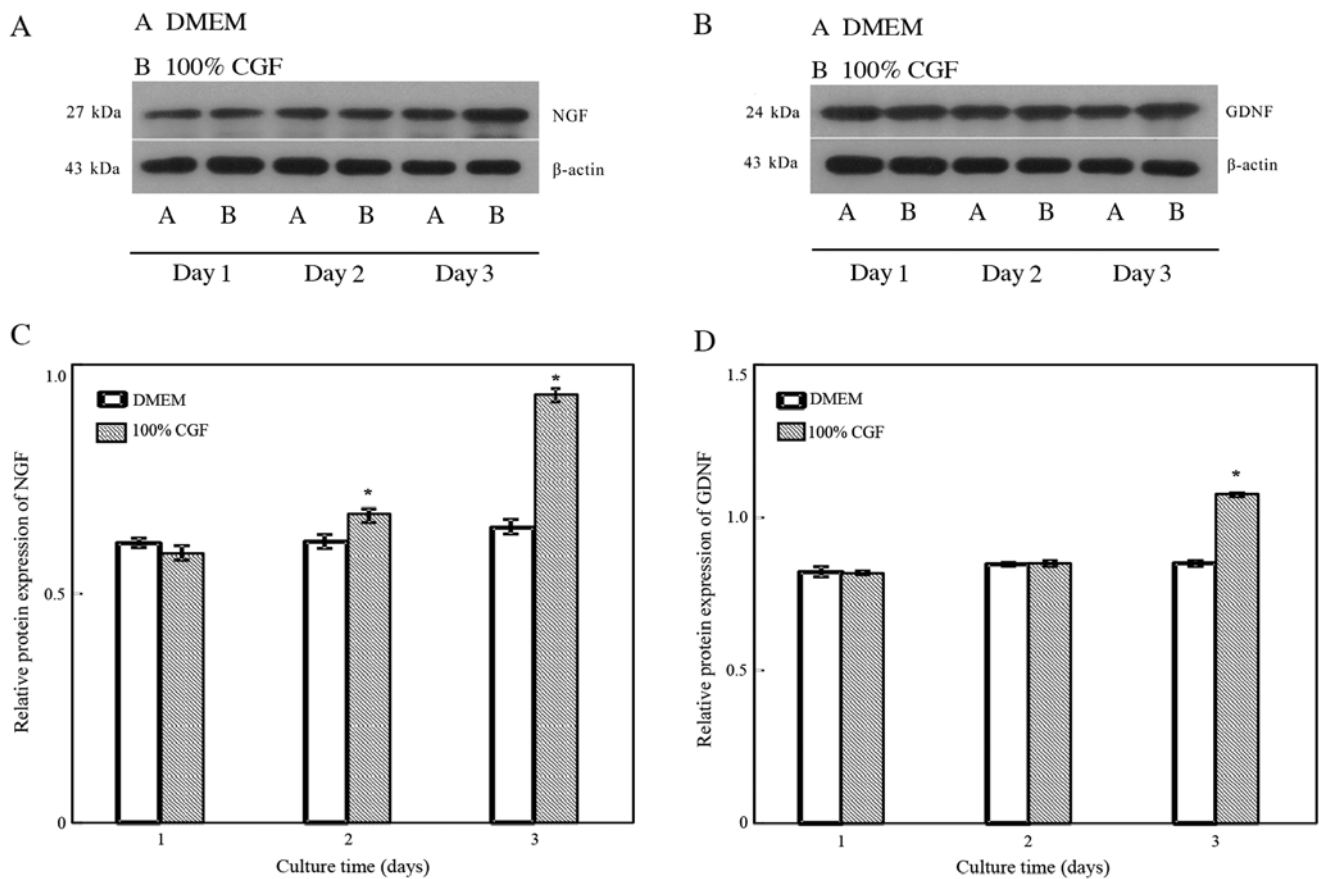 A
A DMEM
B 100% CGF
27 kDa
NGF
43 kDa
β-actin
A B A B A B
Day 1 Day 2 Day 3
B
A DMEM
B 100% CGF
24 kDa
GDNF
43 kDa
β-actin
A B A B A B
Day 1 Day 2 Day 3
C
Relative protein expression of NGF
1.0
0.5
0
DMEM
100% CGF
*
*
1 2 3
Culture time (days)
D
Relative protein expression of GDNF
1.5
1.0
0.5
0
DMEM
100% CGF
*
1 2 3
Culture time (days)